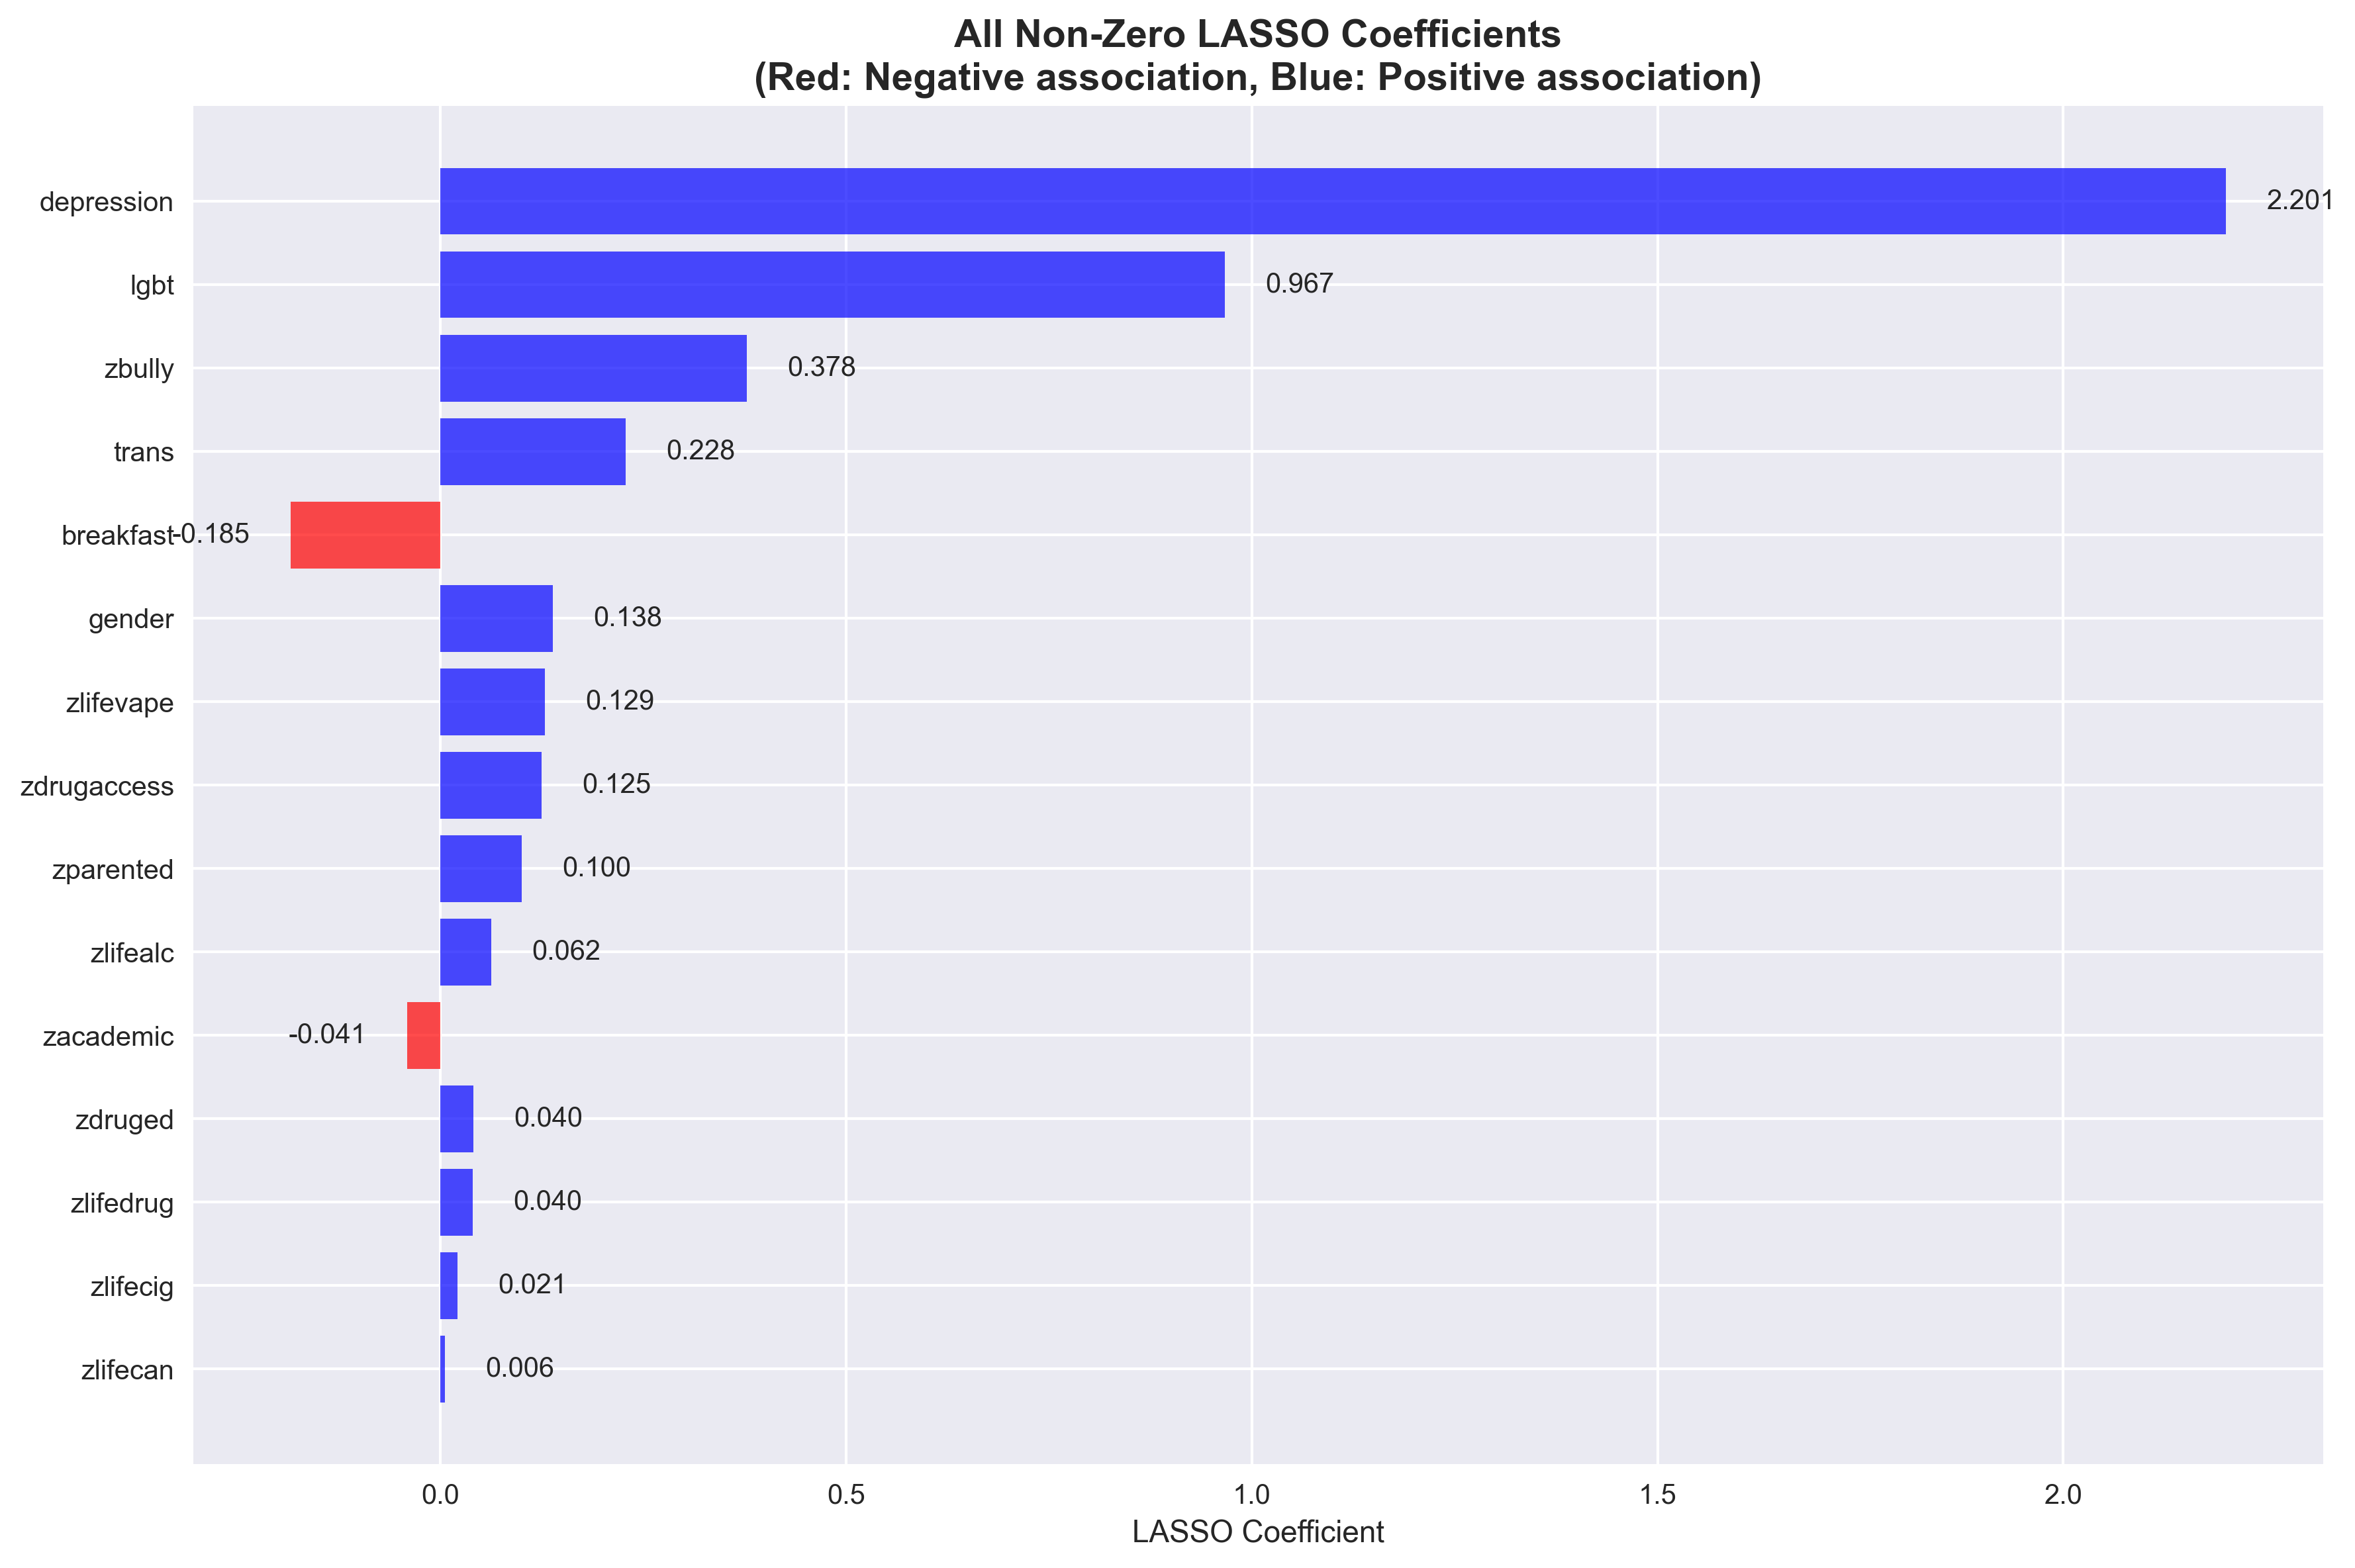 All Non-Zero LASSO Coefficients
(Red: Negative association, Blue: Positive association)
depression 2.201
lgbt 0.967
zbully 0.378
trans 0.228
breakfast -0.185
gender 0.138
zlifevape 0.129
zdrugaccess 0.125
zparented 0.100
zlifealc 0.062
zacademic -0.041
zdruged 0.040
zlifedrug 0.040
zlifecig 0.021
zlifecan 0.006
0.0 0.5 1.0 1.5 2.0
LASSO Coefficient